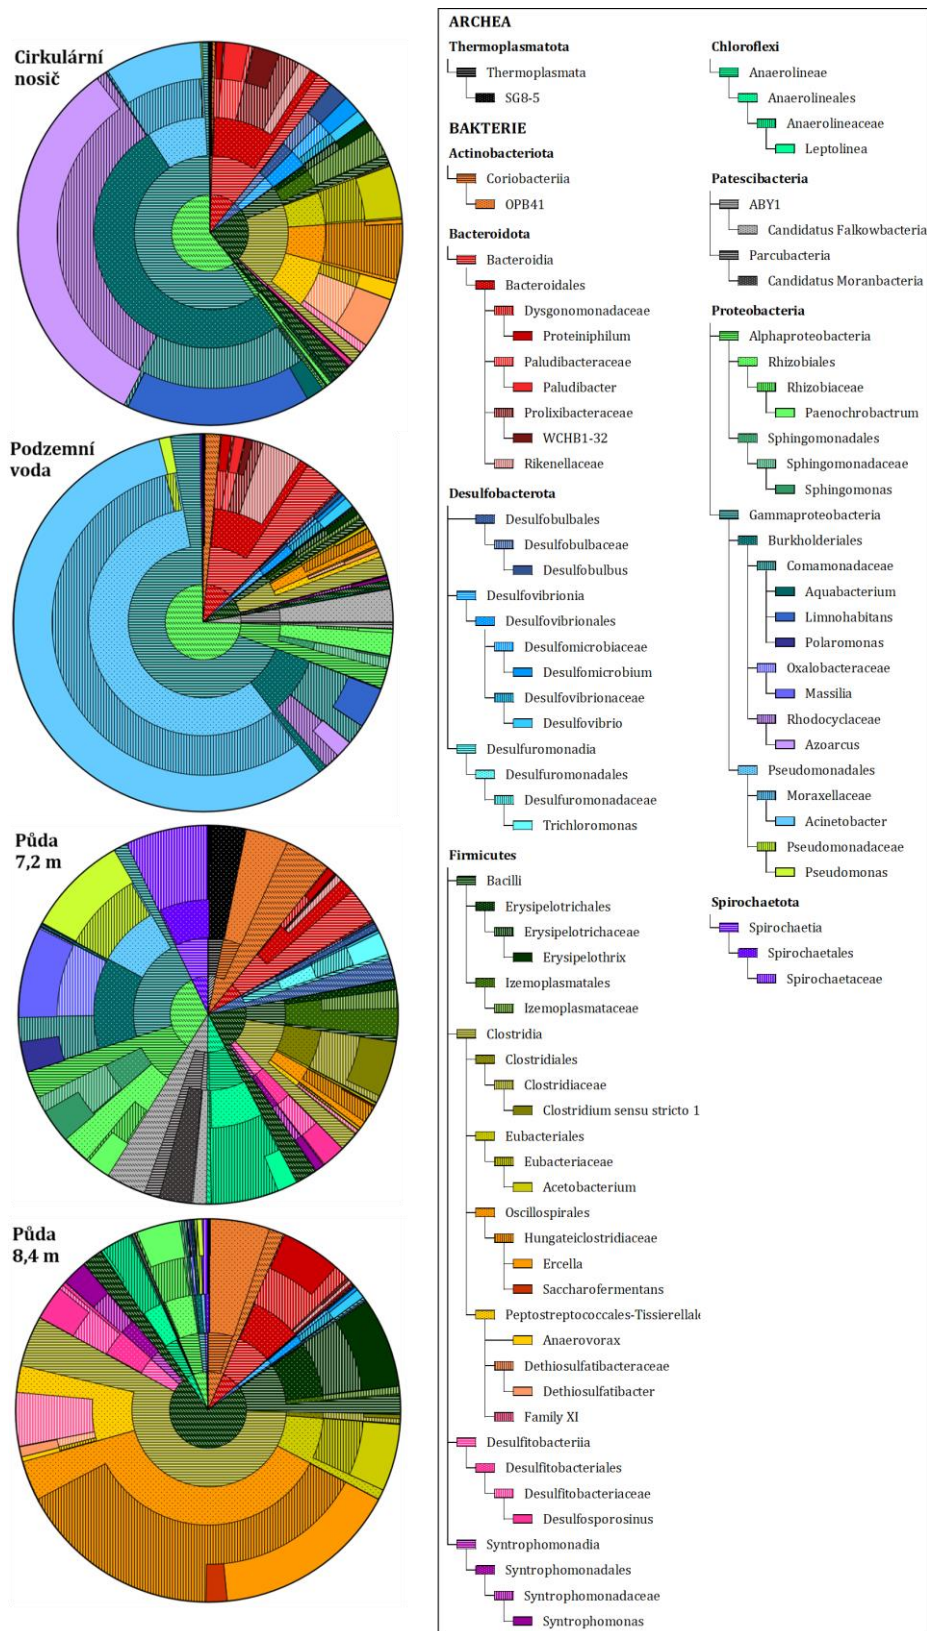 Cirkulární
nosič
Podzemní
voda
Půda
7,2 m
Půda
8,4 m
ARCHEA
Thermoplasmatota
Thermoplasmata
SG8-5
BAKTERIE
Actinobacteriota
Coriobacteriia
OPB41
Bacteroidota
Bacteroidia
Bacteroidales
Dysgonomonadaceae
Proteiniphilum
Paludibacteraceae
Paludibacter
Prolixibacteraceae
WCHB1-32
Rikenellaceae
Desulfobacterota
Desulfobulbales
Desulfobulbaceae
Desulfobulbus
Desulfovibrionia
Desulfovibrionales
Desulfomicrobiaceae
Desulfomicrobium
Desulfovibrionaceae
Desulfovibrio
Desulfuromonadia
Desulfuromonadales
Desulfuromonadaceae
Trichloromonas
Firmicutes
Bacilli
Erysipelotrichales
Erysipelotrichaceae
Erysipelothrix
Izemoplasmatales
Izemoplasmataceae
Clostridia
Clostridiales
Clostridiaceae
Clostridium sensu stricto 1
Eubacteriales
Eubacteriaceae
Acetobacterium
Oscillospirales
Hungateiclostridiaceae
Ercella
Saccharofermentans
Peptostreptococcales-Tissierellale
Anaerovorax
Dethiosulfatibacteraceae
Dethiosulfatibacter
Family XI
Desulfitobacteriia
Desulfitobacteriales
Desulfitobacteriaceae
Desulfosporosinus
Syntrophomonadia
Syntrophomonadales
Syntrophomonadaceae
Syntrophomonas
Chloroflexi
Anaerolineae
Anaerolineales
Anaerolineaceae
Leptolinea
Patescibacteria
ABY1
Candidatus Falkowbacteria
Parcubacteria
Candidatus Moranbacteria
Proteobacteria
Alphaproteobacteria
Rhizobiales
Rhizobiaceae
Paenochrobactrum
Sphingomonadales
Sphingomonadaceae
Sphingomonas
Gammaproteobacteria
Burkholderiales
Comamonadaceae
Aquabacterium
Limnohabitans
Polaromonas
Oxalobacteraceae
Massilia
Rhodocyclaceae
Azoarcus
Pseudomonadales
Moraxellaceae
Acinetobacter
Pseudomonadaceae
Pseudomonas
Spirochaetota
Spirochaetia
Spirochaetales
Spirochaetaceae